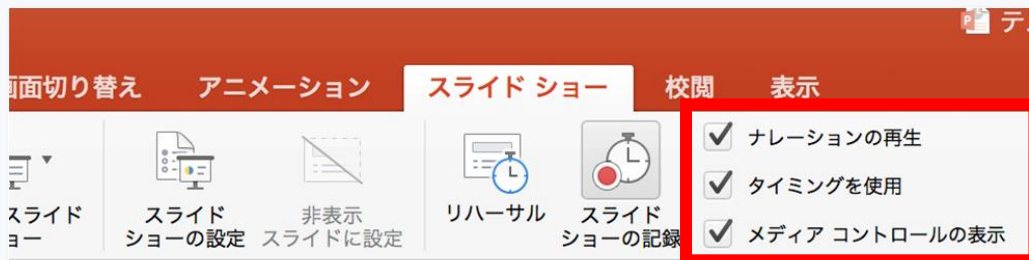 テ
画面切り替え アニメーション スライド ショー 校閲 表示
スライド
ョー
スライド
ショーの設定
非表示
スライドに設定
リハーサル
スライド
ショーの記録
ナレーションの再生
タイミングを使用
メディア コントロールの表示